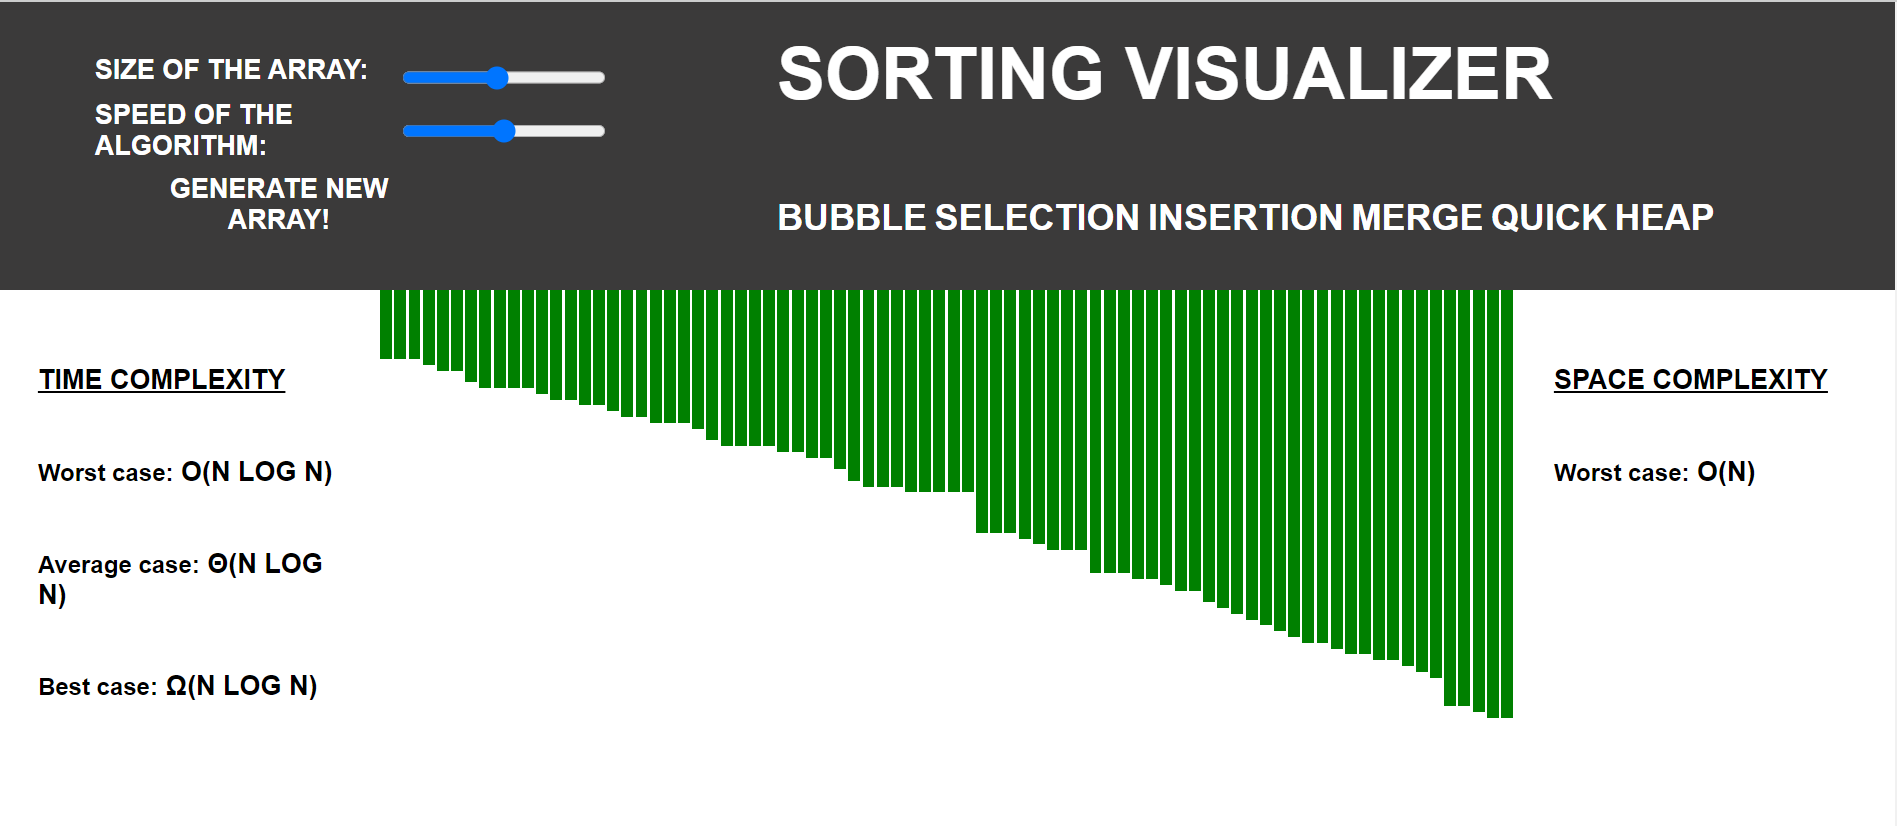 SIZE OF THE ARRAY:
SPEED OF THE
ALGORITHM:
GENERATE NEW
ARRAY!
SORTING VISUALIZER
BUBBLE SELECTION INSERTION MERGE QUICK HEAP
TIME COMPLEXITY
Worst case: O(N LOG N)
Average case: Θ(N LOG
N)
Best case: Ω(N LOG N)
SPACE COMPLEXITY
Worst case: O(N)